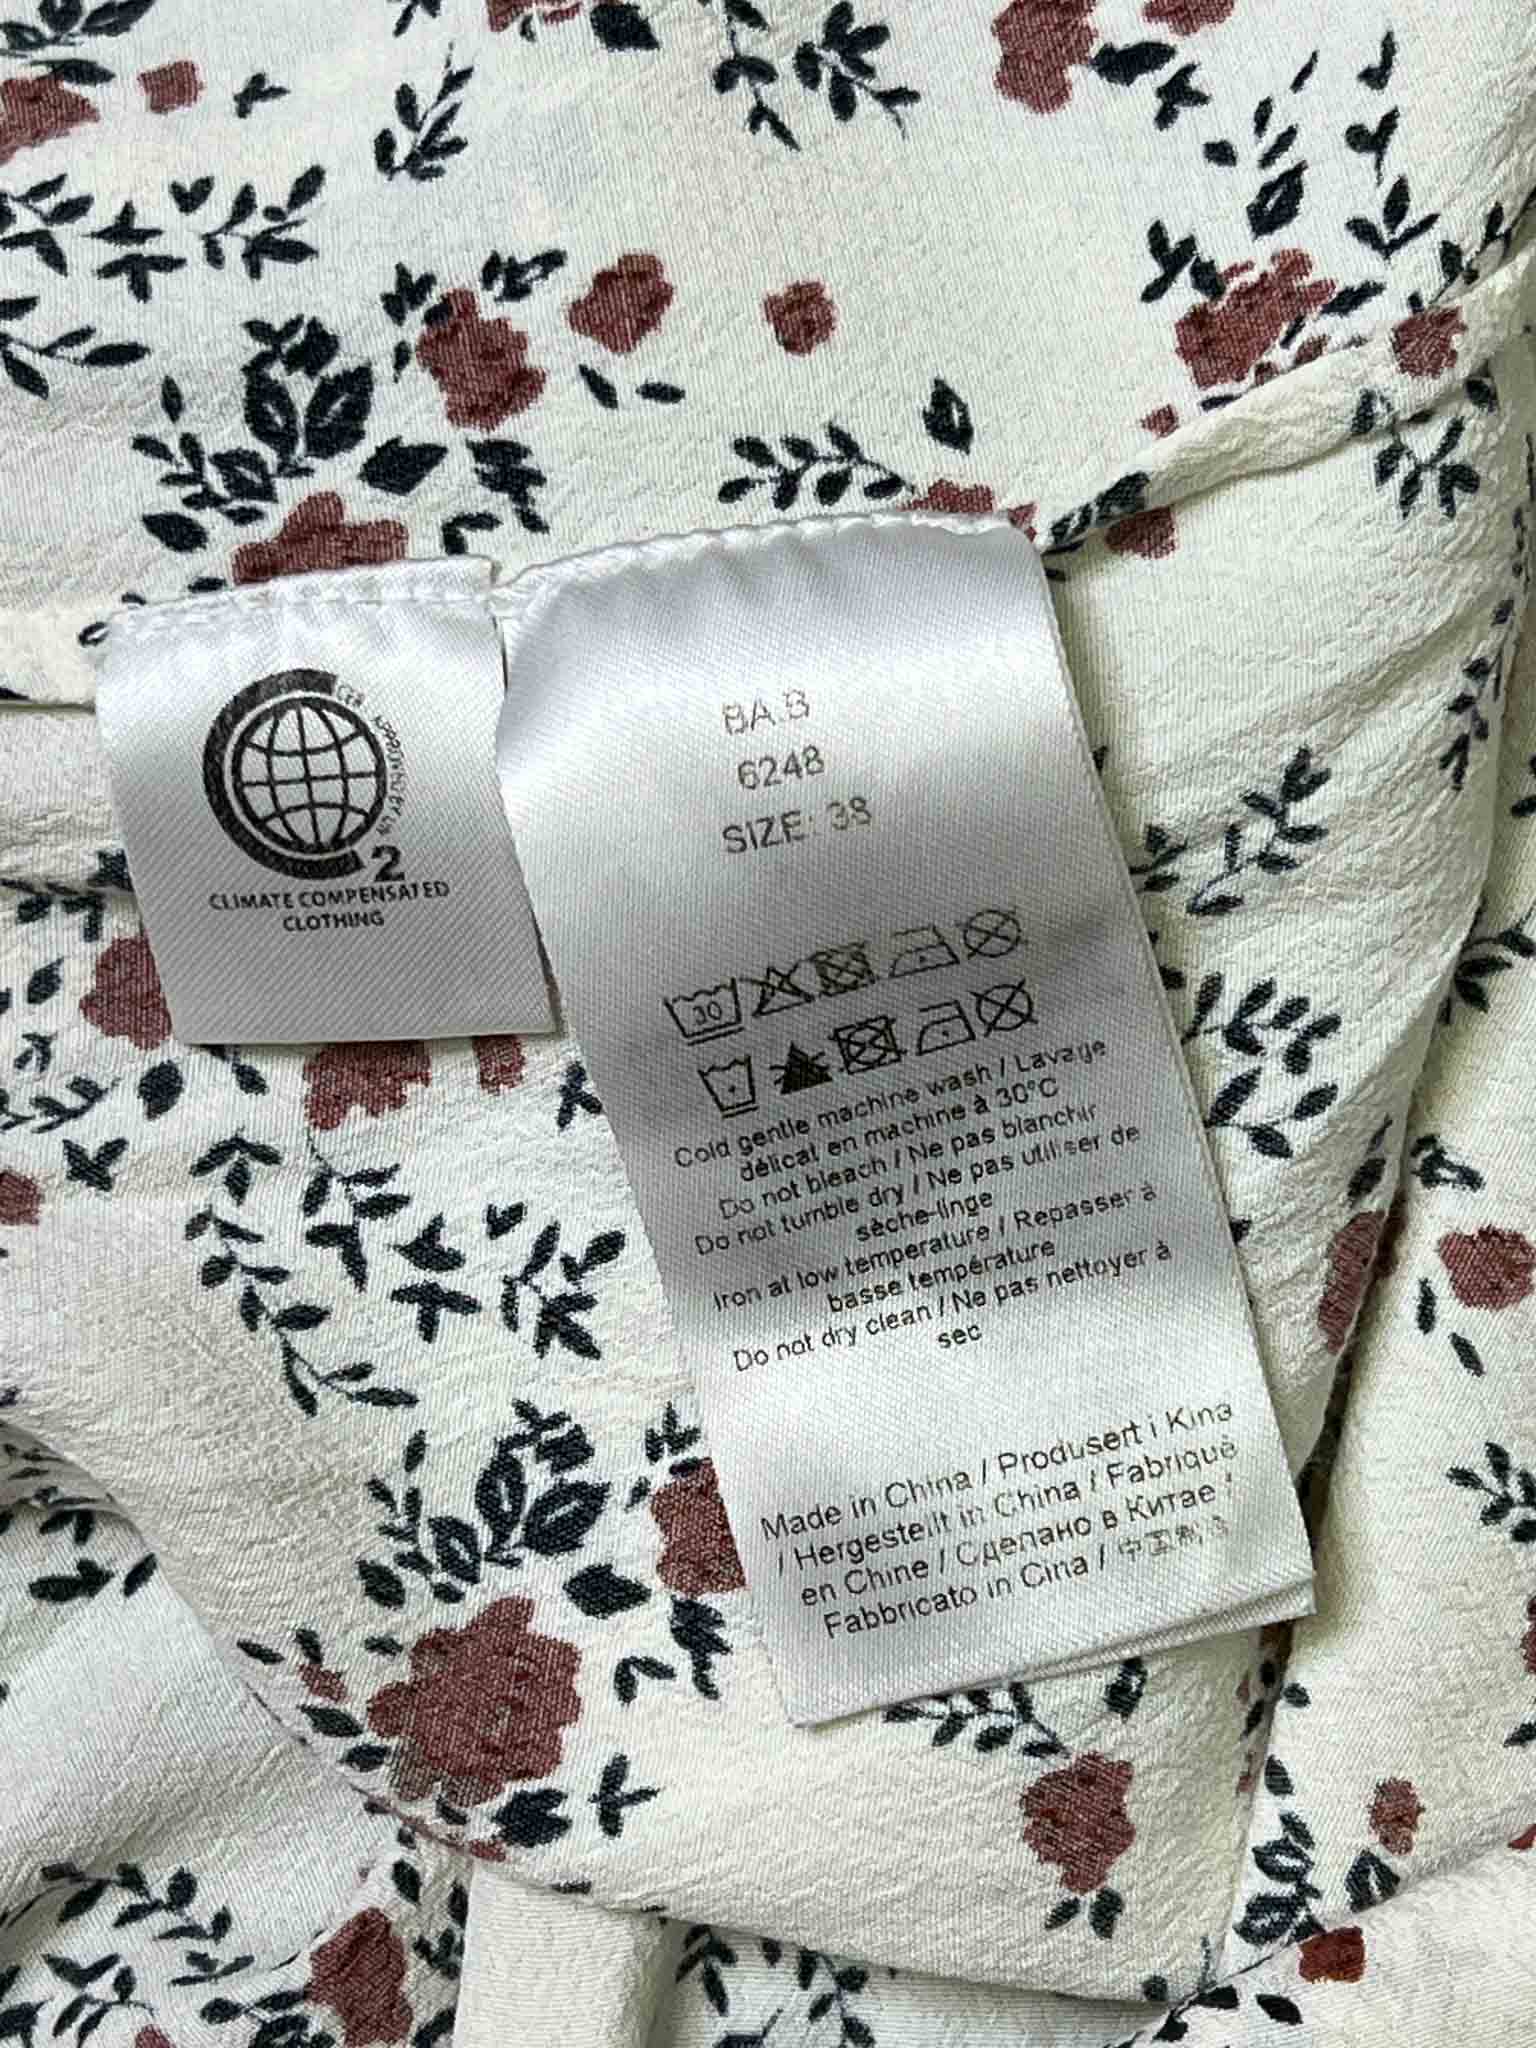 2
CLIMATE COMPENSATED
CLOTHING
BA.B
6248
SIZE: 38
30
Cold gentle machine wash / Lavage
délicat en machine à 30°C
Do not bleach / Ne pas blanchir
Do not tumble dry / Ne pas utiliser de
sèche-linge
Iron at low temperature / Repasser à
basse température
Do not dry clean / Ne pas nettoyer à
sec
Made in China / Produsert i Kina
/ Hergestellt in China / Fabriqué
en Chine / Сделано в Китае /
Fabbricato in Cina / 中国制造